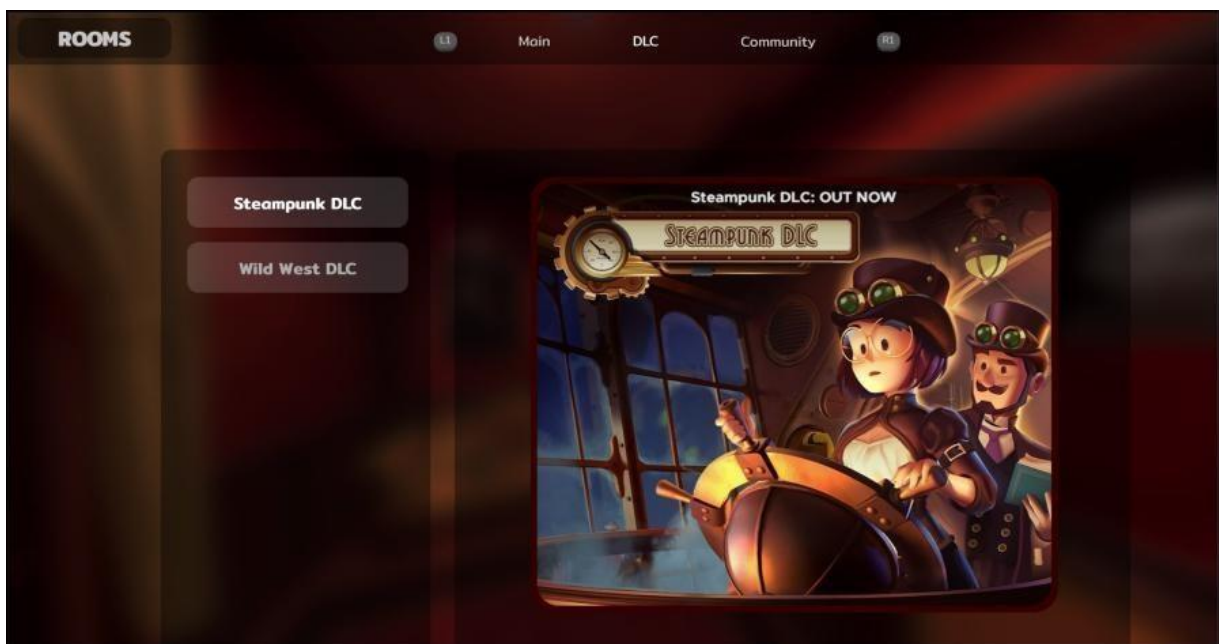 ROOMS
L1 Main DLC Community R1
Steampunk DLC
Wild West DLC
Steampunk DLC: OUT NOW
STEAMPUNK DLC